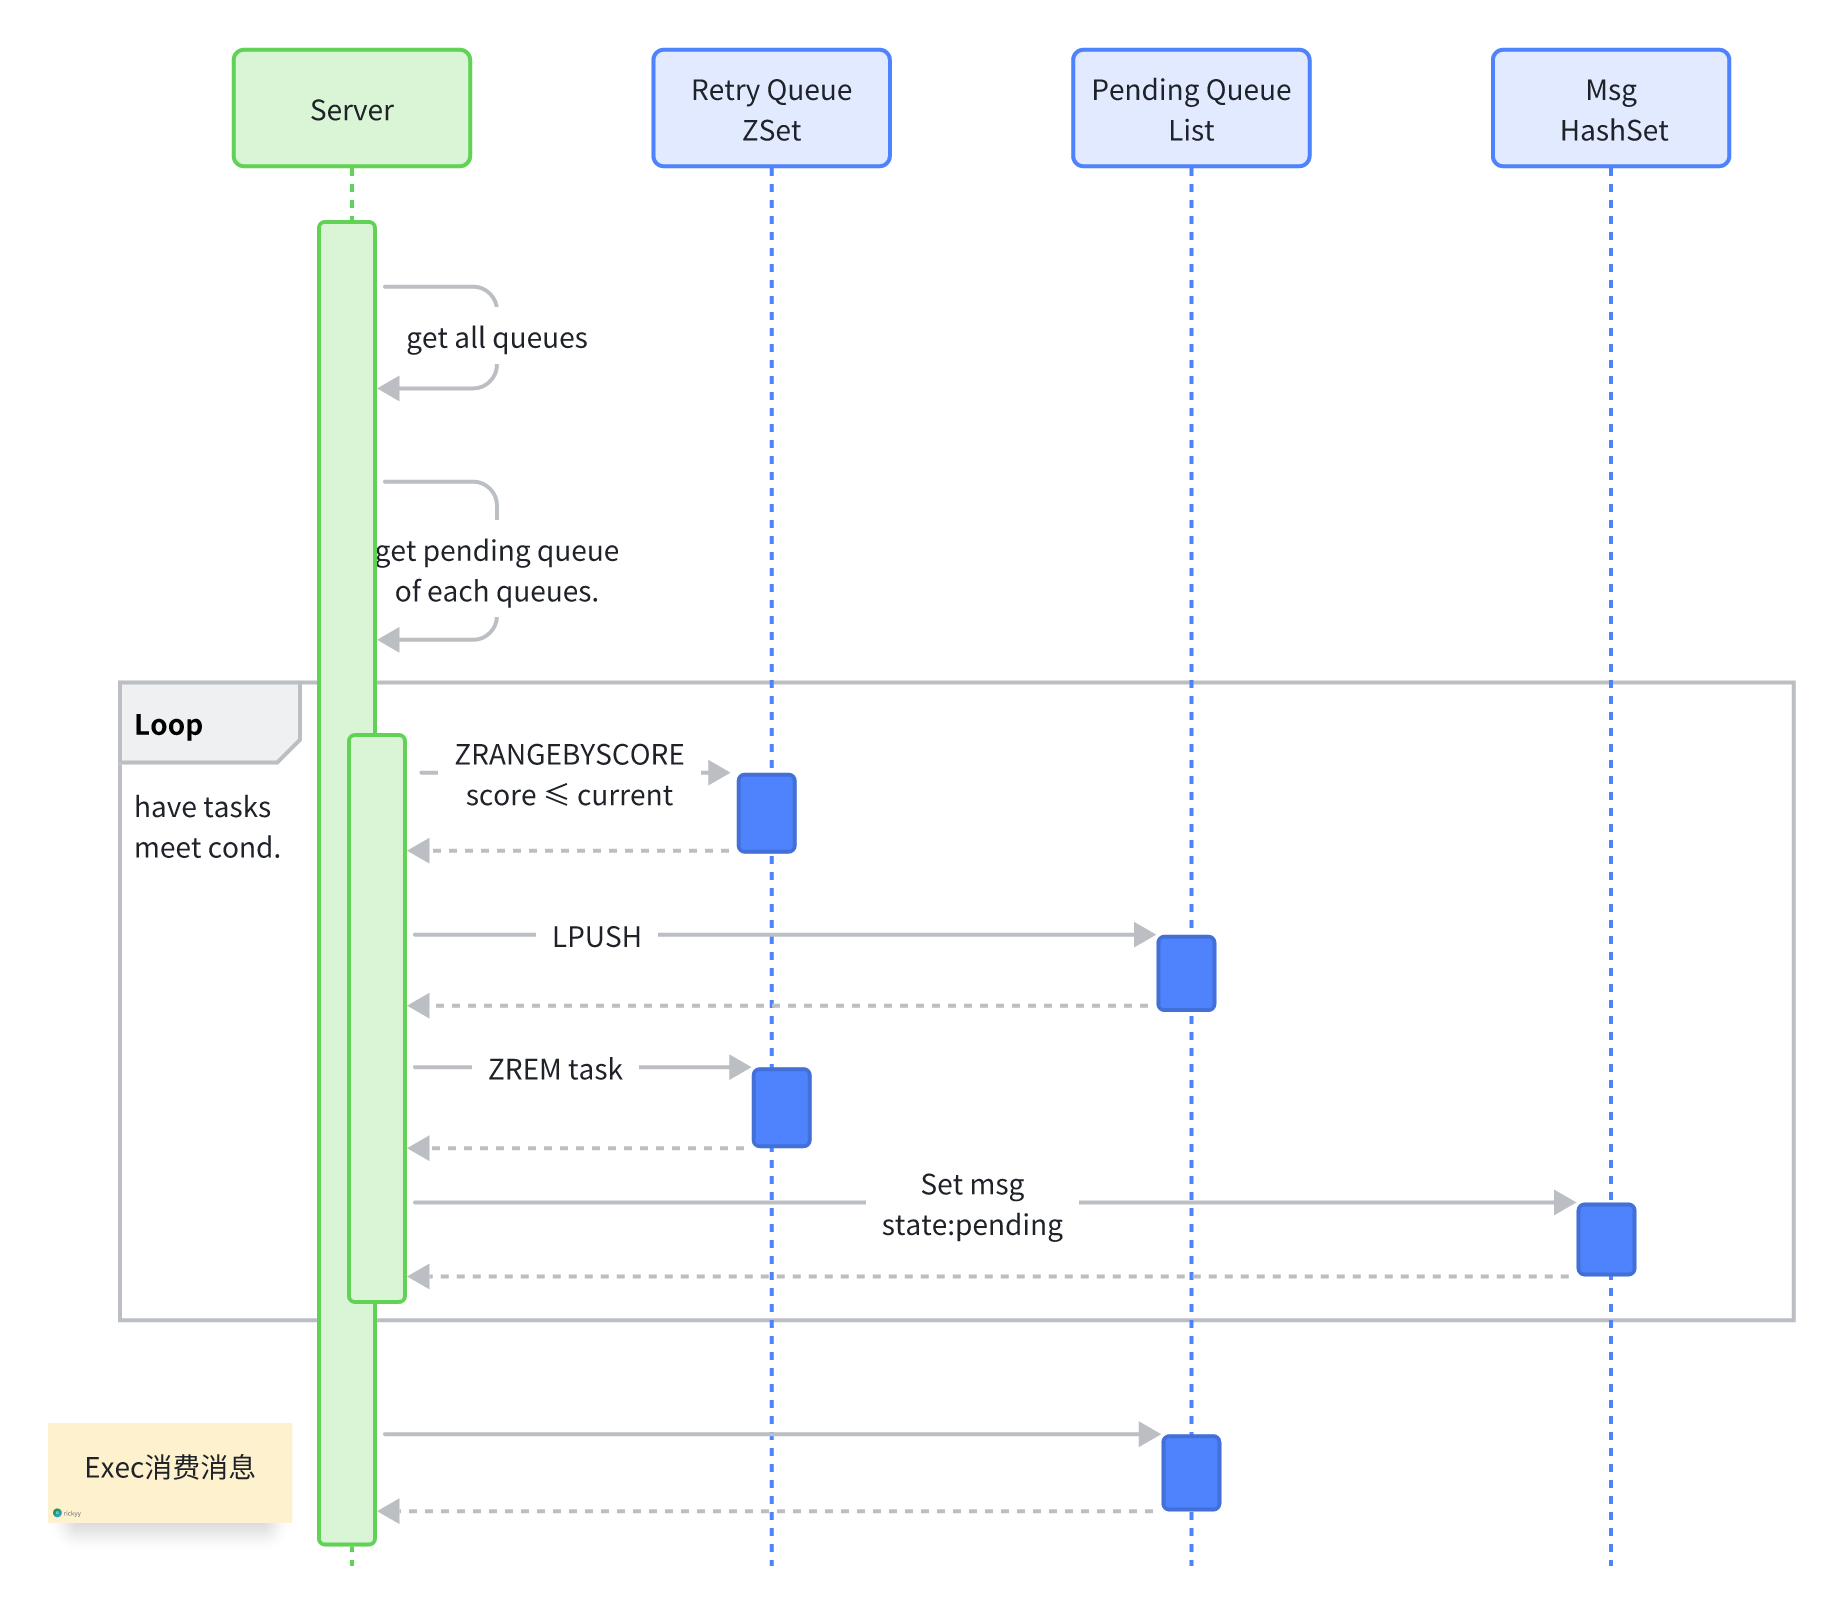 Server
Retry Queue
ZSet
Pending Queue
List
Msg
HashSet
get all queues
get pending queue
of each queues.
Loop
have tasks
meet cond.
ZRANGEBYSCORE
score ⩽ current
LPUSH
ZREM task
Set msg
state:pending
Exec消费消息
rickyy